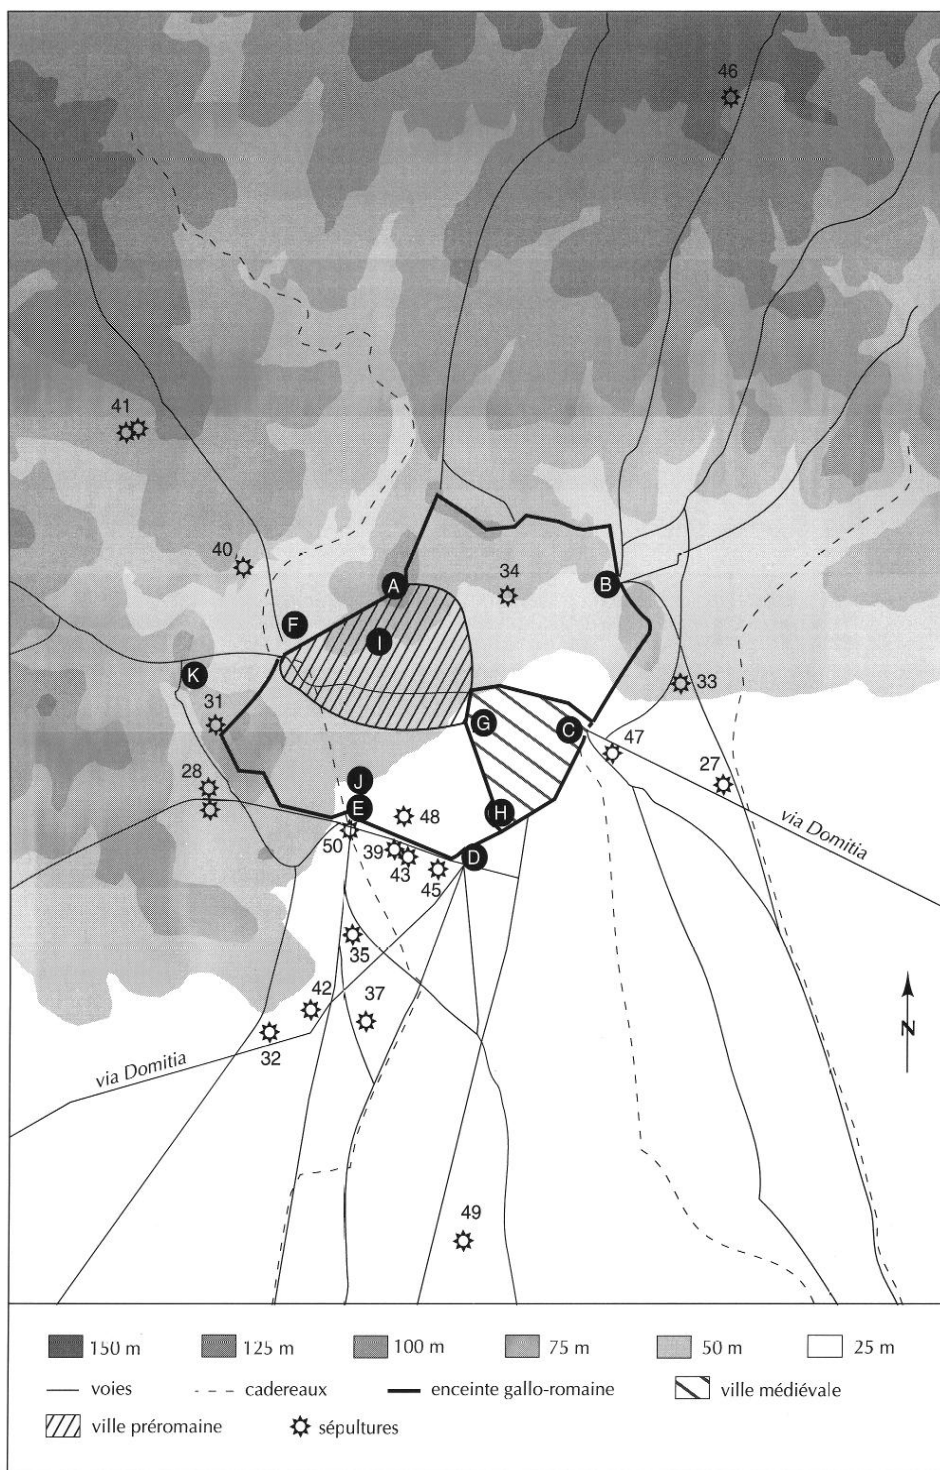 46
41
40
34
A
B
F
I
K
31
33
G
C
47
28
J
27
E
48
via Domitia
50
39
43
H
D
45
35
42
37
32
via Domitia
N
49
150 m 125 m 100 m 75 m 50 m 25 m
voies cadereaux enceinte gallo-romaine ville médiévale
ville préromaine sépultures